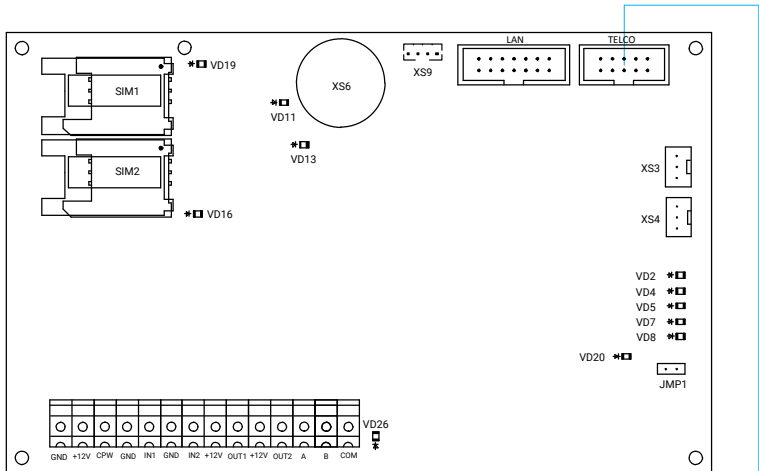 LAN
TELCO
VD19
XS9
SIM1
XS6
VD11
VD13
XS3
SIM2
XS4
VD16
VD2
VD4
VD5
VD7
VD8
VD20
JMP1
VD26
GND +12V CPW GND IN1 GND IN2 +12V OUT1 +12V OUT2 A B COM